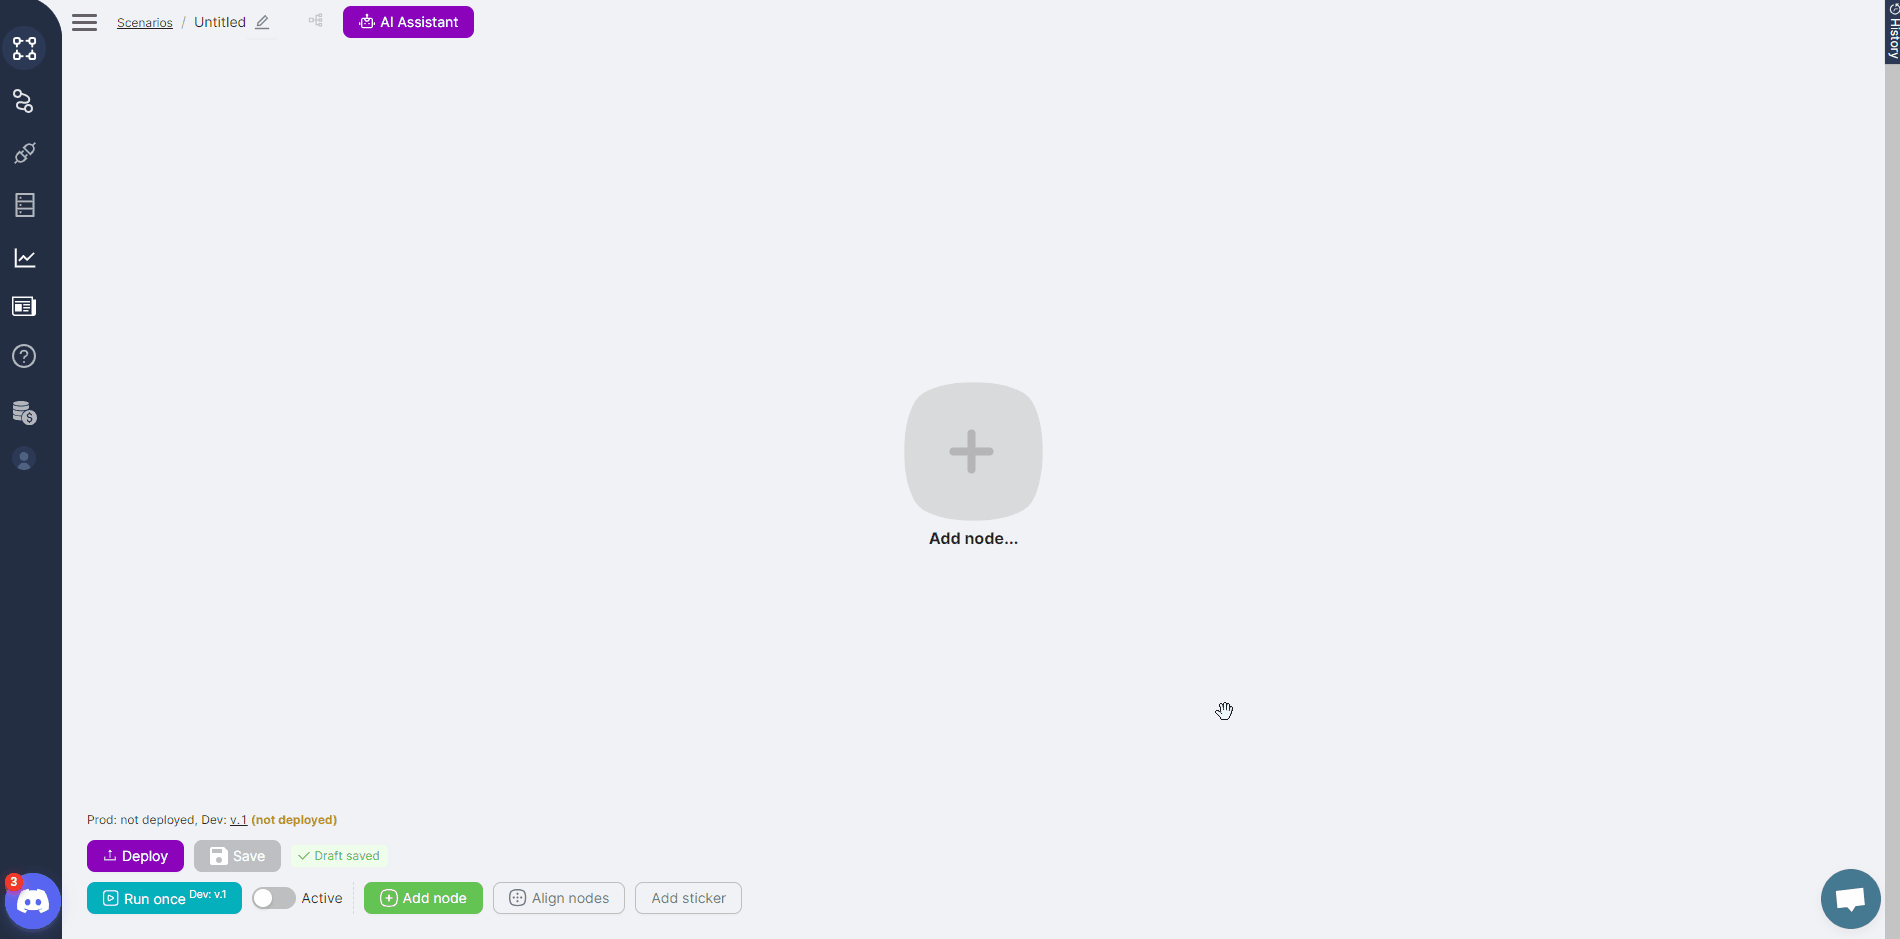 Scenarios / Untitled
AI Assistant
History
Add node...
Prod: not deployed, Dev: v.1 (not deployed)
Deploy
Save
Draft saved
3
Run once Dev: v.1
Active
Add node
Align nodes
Add sticker